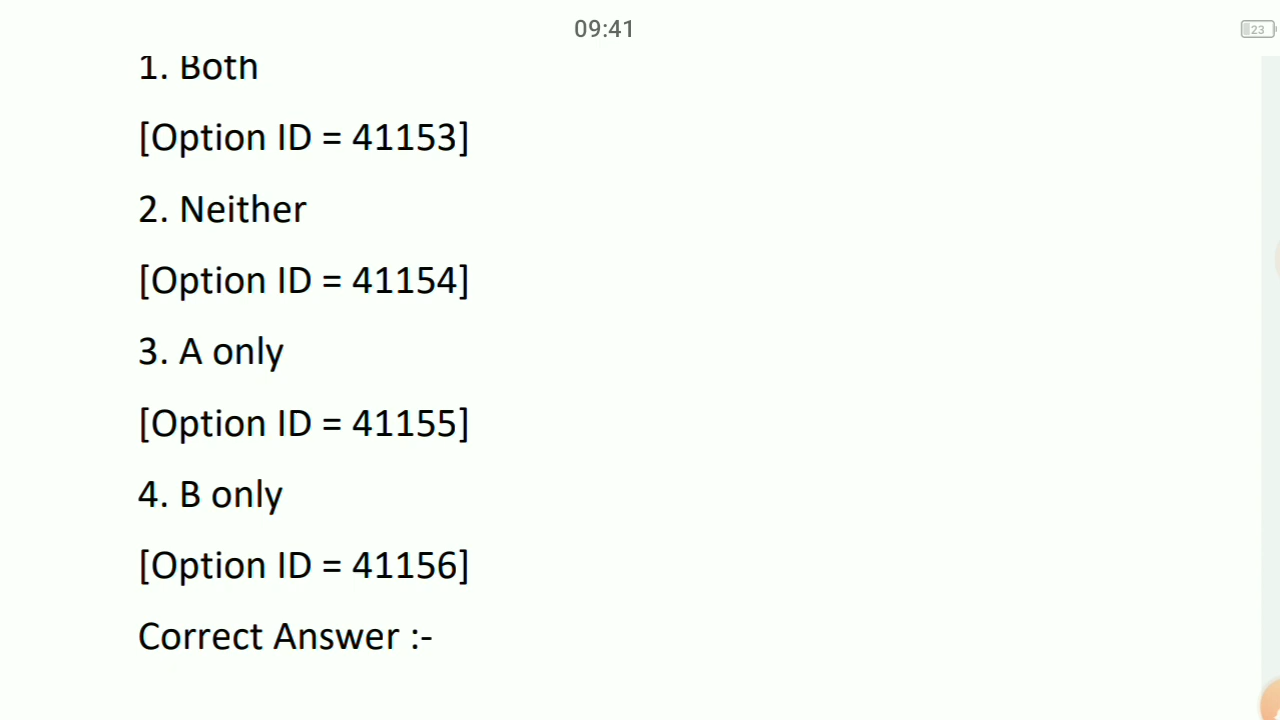 09:41
23
1. Both
[Option ID = 41153]
2. Neither
[Option ID = 41154]
3. A only
[Option ID = 41155]
4. B only
[Option ID = 41156]
Correct Answer :-